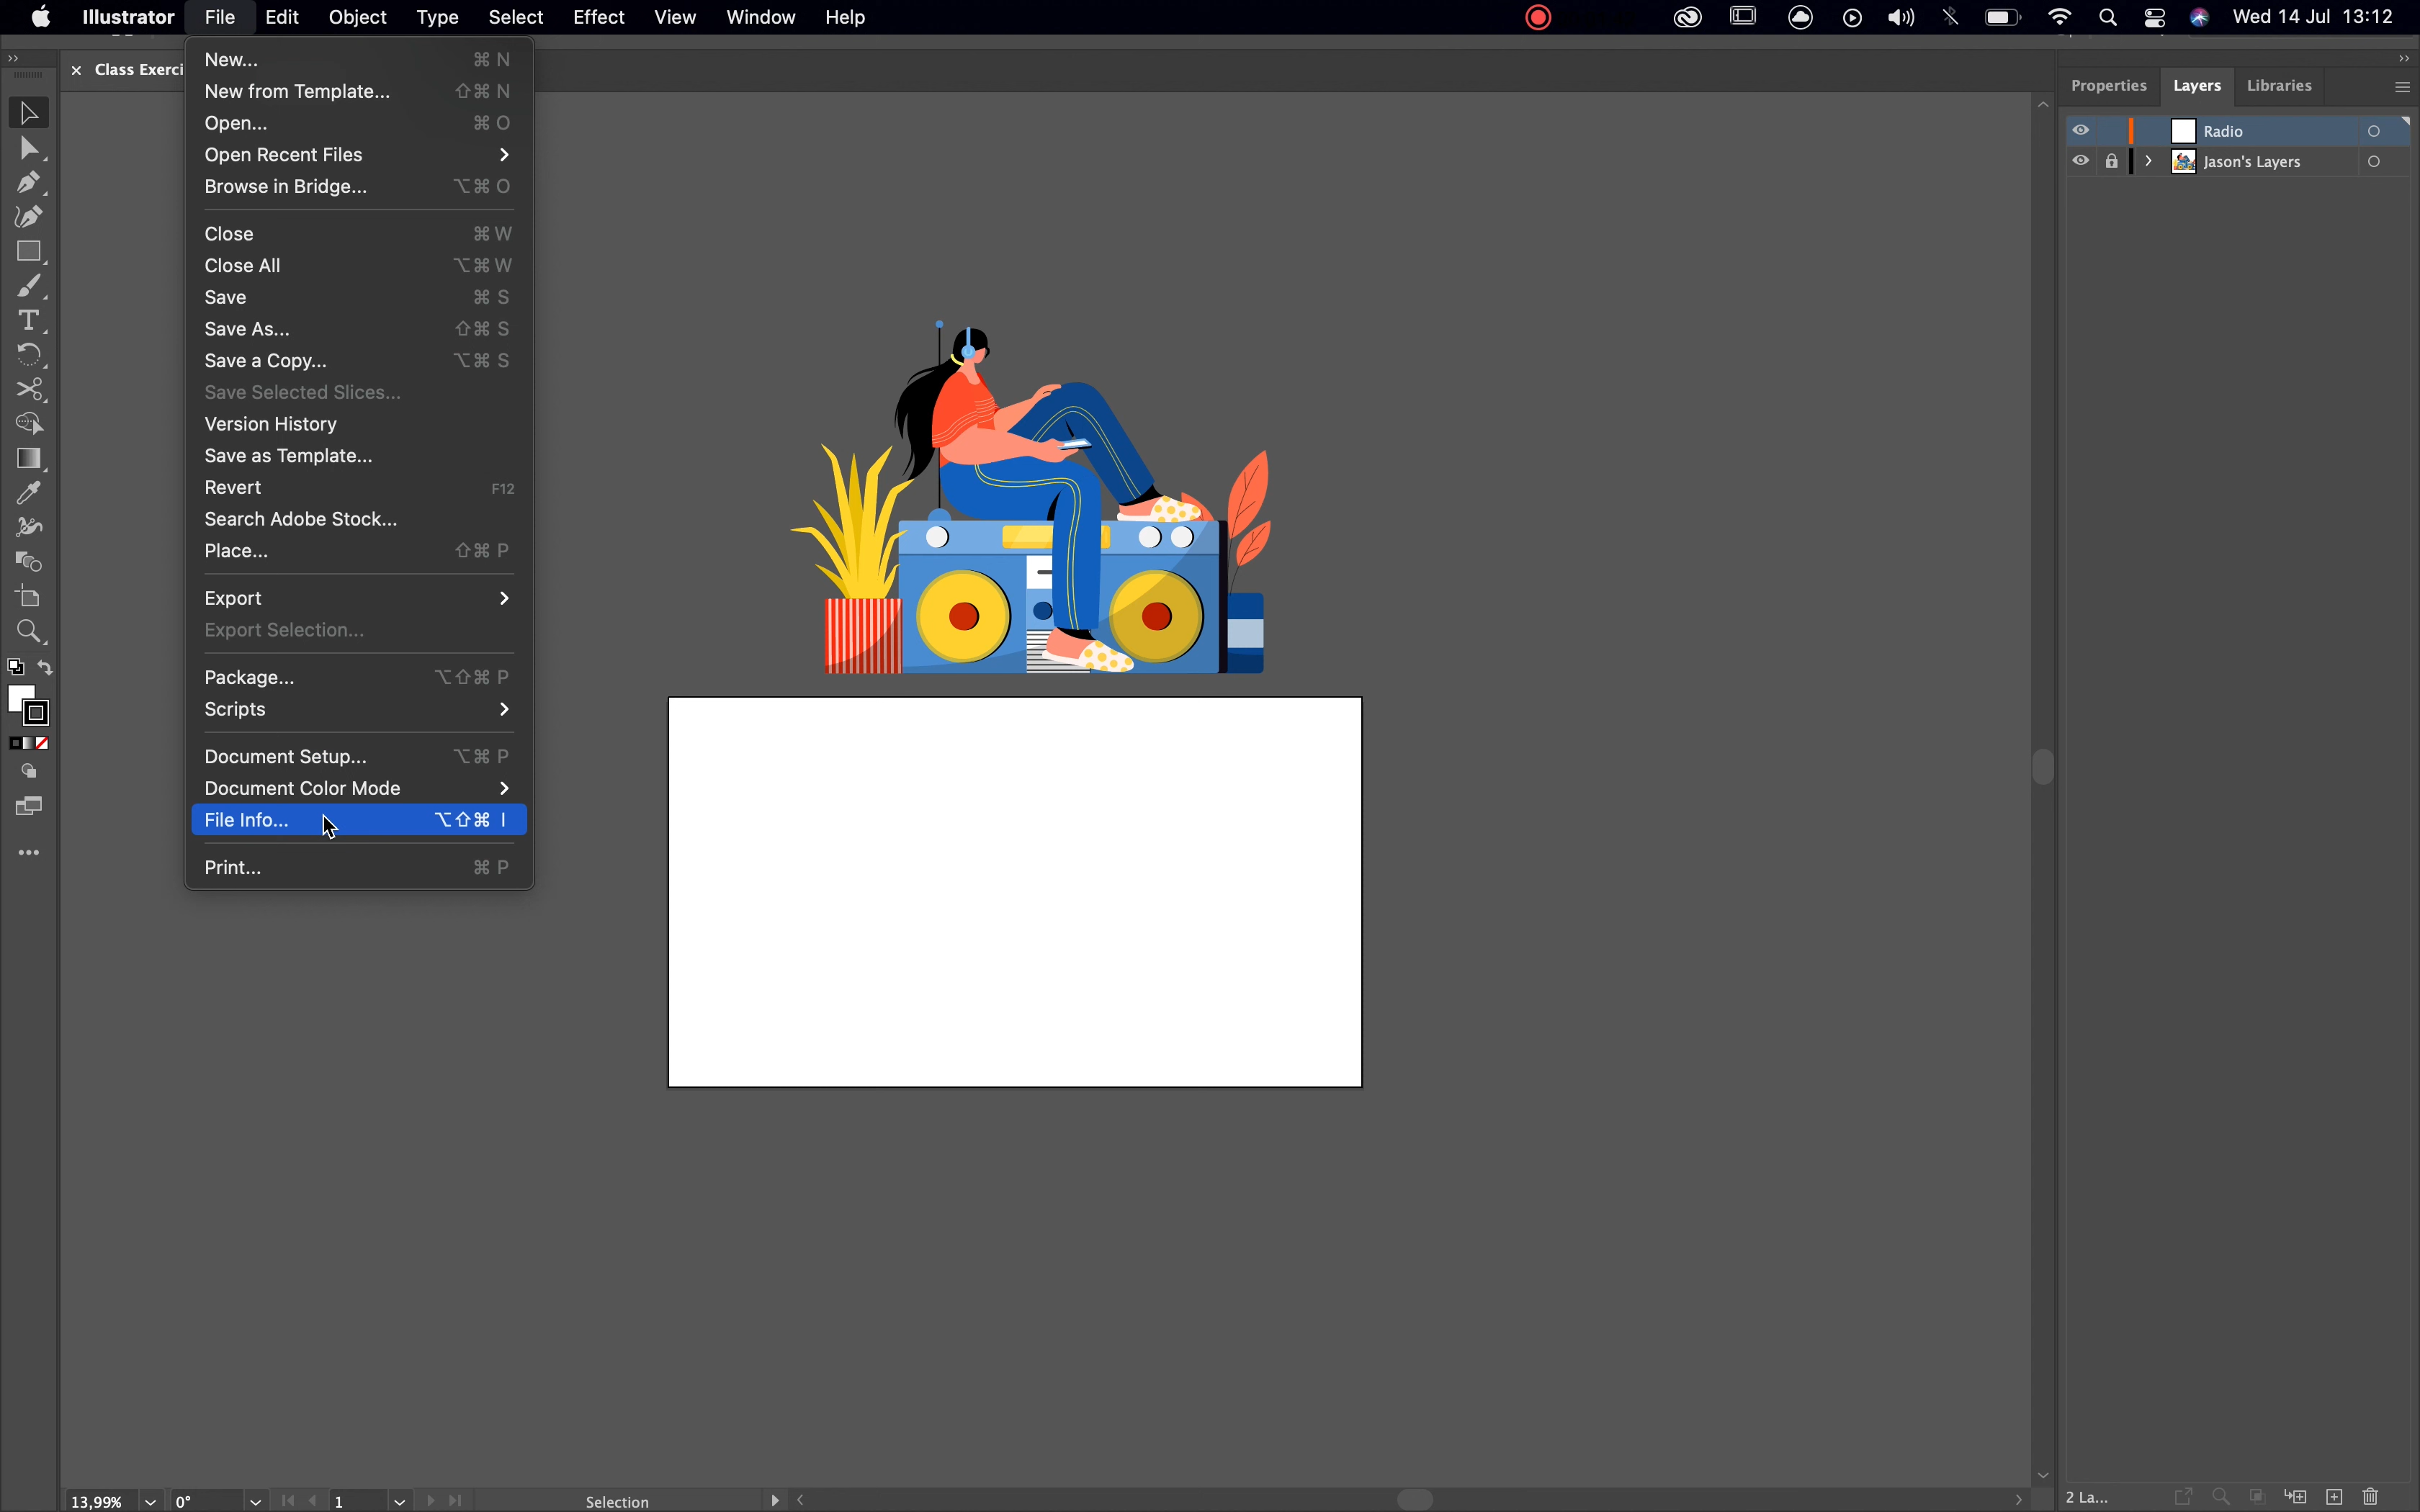 Illustrator File Edit Object Type Select Effect View Window Help Wed 14 Jul 13:12
Class Exerci
New... ⌘ N
New from Template... ⇧⌘ N
Open... ⌘ O
Open Recent Files >
Browse in Bridge... ⌥⌘ O
Close ⌘ W
Close All ⌥⌘ W
Save ⌘ S
Save As... ⇧⌘ S
Save a Copy... ⌥⌘ S
Save Selected Slices...
Version History
Save as Template...
Revert F12
Search Adobe Stock...
Place... ⇧⌘ P
Export >
Export Selection...
Package... ⌥⇧⌘ P
Scripts >
Document Setup... ⌥⌘ P
Document Color Mode >
File Info... ⌥⇧⌘ I
Print... ⌘ P
Properties Layers Libraries
Radio
Jason's Layers
13,99% 0° 1 Selection
2 La...